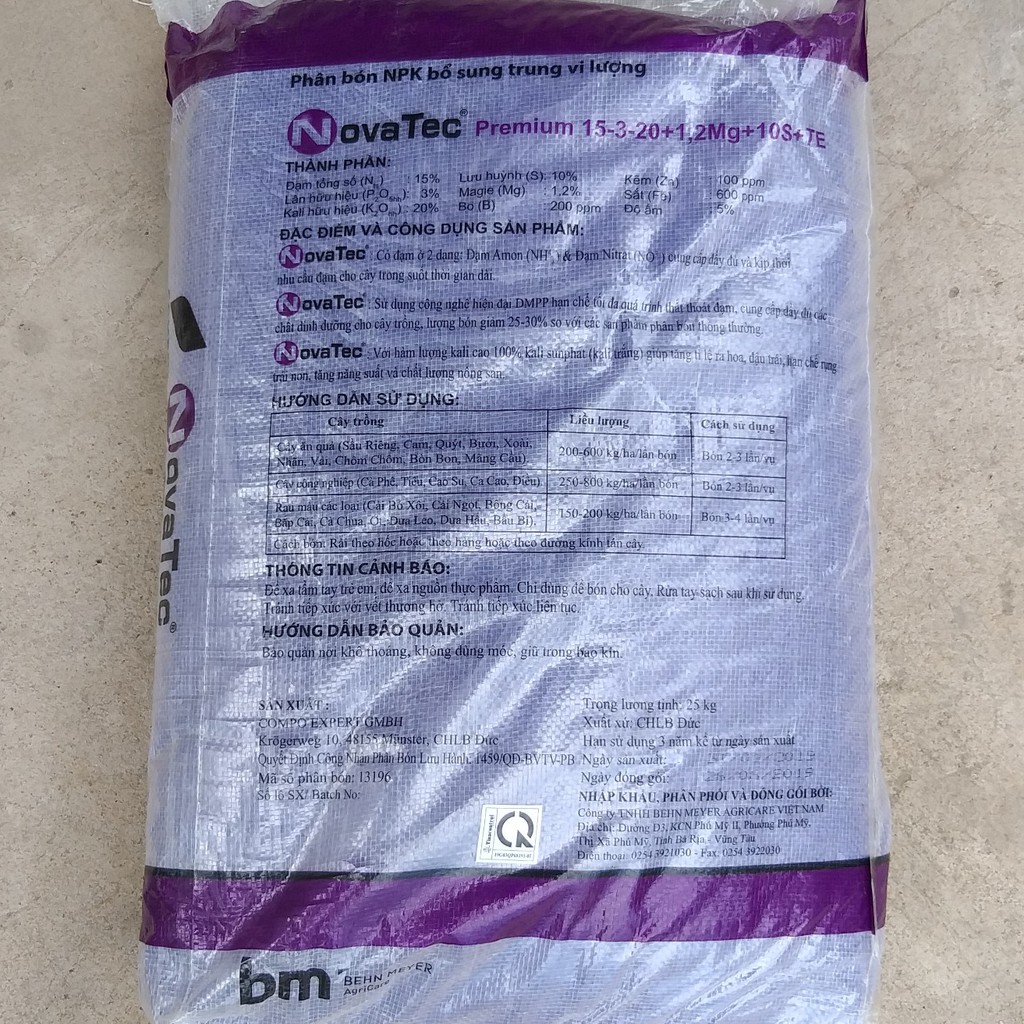 Phân bón NPK bổ sung trung vi lượng
NovaTec® Premium 15-3-20+1,2Mg+10S+TE
THÀNH PHẦN:
Đạm tổng số (Nts) : 15% Lưu huỳnh (S): 10% Kẽm (Zn) : 100 ppm
Lân hữu hiệu (P2O5hh): 3% Magie (Mg) : 1,2% Sắt (Fe) : 600 ppm
Kali hữu hiệu (K2Ohh) : 20% Bo (B) : 200 ppm Độ ẩm : 5%
ĐẶC ĐIỂM VÀ CÔNG DỤNG SẢN PHẨM:
NovaTec® : Có đạm ở 2 dạng: Đạm Amon (NH4+) & Đạm Nitrat (NO3-) cung cấp đầy đủ và kịp thời
nhu cầu đạm cho cây trong suốt thời gian dài.
NovaTec® : Sử dụng công nghệ hiện đại DMPP hạn chế tối đa quá trình thất thoát đạm, cung cấp đầy đủ các
chất dinh dưỡng cho cây trồng, lượng bón giảm 25-30% so với các sản phẩm phân bón thông thường.
NovaTec® : Với hàm lượng kali cao 100% kali sunphat (kali trắng) giúp tăng tỉ lệ ra hoa, đậu trái, hạn chế rụng
trái non, tăng năng suất và chất lượng nông sản.
HƯỚNG DẪN SỬ DỤNG:
Cây trồng Liều lượng Cách sử dụng
Cây ăn quả (Sầu Riêng, Cam, Quýt, Bưởi, Xoài,
Nhãn, Vải, Chôm Chôm, Bòn Bon, Mãng Cầu). 200-600 kg/ha/lần bón Bón 2-3 lần/vụ
Cây công nghiệp (Cà Phê, Tiêu, Cao Su, Ca Cao, Điều) 250-800 kg/ha/lần bón Bón 2-3 lần/vụ
Rau màu các loại (Cải Bó Xôi, Cải Ngọt, Bông Cải,
Bắp Cải, Cà Chua, Ớt, Dưa Leo, Dưa Hấu, Bầu Bí). 150-200 kg/ha/lần bón Bón 3-4 lần/vụ
Cách bón: Rải theo hốc hoặc theo hàng hoặc theo đường kính tán cây.
THÔNG TIN CẢNH BÁO:
Để xa tầm tay trẻ em, để xa nguồn thực phẩm. Chỉ dùng để bón cho cây. Rửa tay sạch sau khi sử dụng.
Tránh tiếp xúc với vết thương hở. Tránh tiếp xúc liên tục.
HƯỚNG DẪN BẢO QUẢN:
Bảo quản nơi khô thoáng, không dùng móc, giữ trong bao kín.
SẢN XUẤT :
COMPO EXPERT GMBH
Krögerweg 10, 48155 Münster, CHLB Đức
Quyết Định Công Nhận Phân Bón Lưu Hành: 1459/QĐ-BVTV-PB
Mã số phân bón: 13196
Số lô SX/ Batch No:
Trọng lượng tịnh: 25 kg
Xuất xứ: CHLB Đức
Hạn sử dụng 3 năm kể từ ngày sản xuất
Ngày sản xuất:
Ngày đóng gói:
NHẬP KHẨU, PHÂN PHỐI VÀ ĐÓNG GÓI BỞI:
Công ty TNHH BEHN MEYER AGRICARE VIỆT NAM
Địa chỉ: Đường D3, KCN Phú Mỹ II, Phường Phú Mỹ,
Thị Xã Phú Mỹ, Tỉnh Bà Rịa - Vũng Tàu
Điện thoại: 0254 3921030 - Fax: 0254 3922030
NovaTec®
bm BEHN MEYER
AgriCare